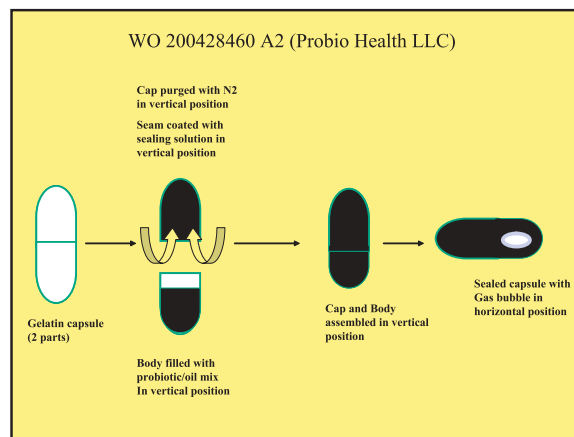 WO 200428460 A2 (Probio Health LLC)
Cap purged with N2
in vertical position
Seam coated with
sealing solution in
vertical position
Gelatin capsule
(2 parts)
Body filled with
probiotic/oil mix
In vertical position
Cap and Body
assembled in vertical
position
Sealed capsule with
Gas bubble in
horizontal position